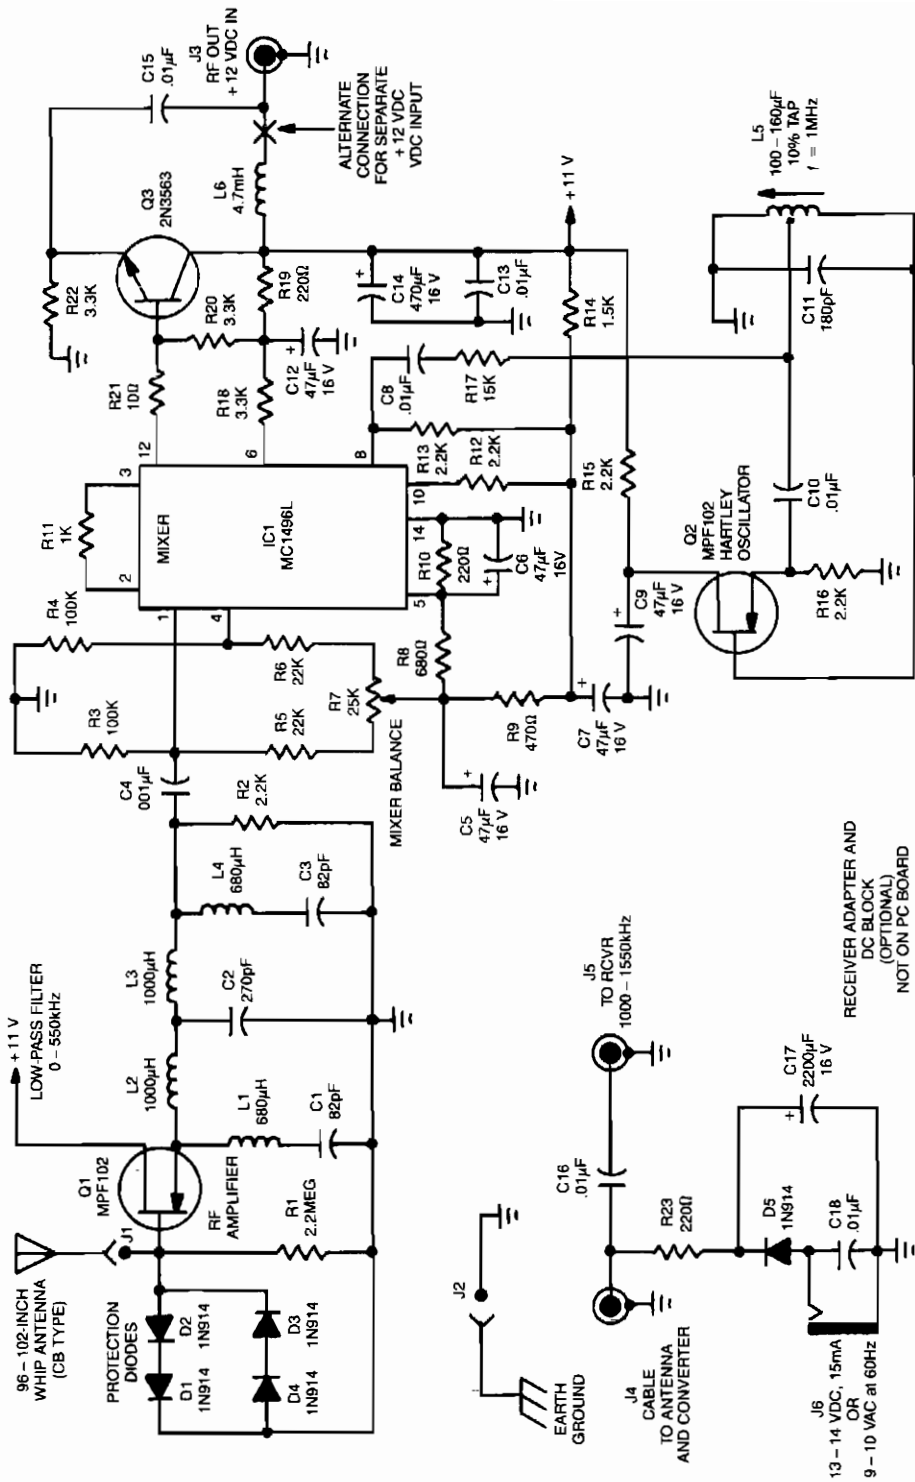 96–102-INCH
WHIP ANTENNA
(CB TYPE)
J1
PROTECTION
DIODES
D1
1N914
D2
1N914
D4
1N914
D3
1N914
Q1
MPF102
RF
AMPLIFIER
R1
2.2MEG
+11 V
LOW-PASS FILTER
0–550kHz
L1
680µH
C1
82pF
L2
1000µH
C2
270pF
L3
1000µH
L4
680µH
C3
82pF
R2
2.2K
C4
001µF
R3
100K
R4
100K
R5
22K
R6
22K
R7
25K
MIXER BALANCE
R11
1K
2
3
1
4
12
6
8
5
14
10
MIXER
IC1
MC1496L
R8
680Ω
R9
470Ω
C5
47µF
16 V
+
R10
220Ω
C6
47µF
16V
+
C7
47µF
16 V
+
R21
10Ω
R18
3.3K
R20
3.3K
R19
220Ω
C12
47µF
16 V
+
R22
3.3K
Q3
2N3563
C15
.01µF
J3
RF OUT
+12 VDC IN
L6
4.7mH
ALTERNATE
CONNECTION
FOR SEPARATE
+12 VDC
VDC INPUT
C14
470µF
16 V
+
C13
.01µF
+11 V
R14
1.5K
C8
.01µF
R17
15K
R13
2.2K
R12
2.2K
R15
2.2K
C9
47µF
16 V
+
Q2
MPF102
HARTLEY
OSCILLATOR
R16
2.2K
C10
.01µF
C11
180pF
L5
100–160µF
10% TAP
f = 1MHz
J2
EARTH
GROUND
J4
CABLE
TO ANTENNA
AND CONVERTER
C16
.01µF
J5
TO RCVR
1000–1550kHz
R23
220Ω
D5
1N914
C18
.01µF
C17
2200µF
16 V
+
J6
13–14 VDC, 15mA
OR
9–10 VAC at 60Hz
RECEIVER ADAPTER AND
DC BLOCK
(OPTIONAL)
NOT ON PC BOARD